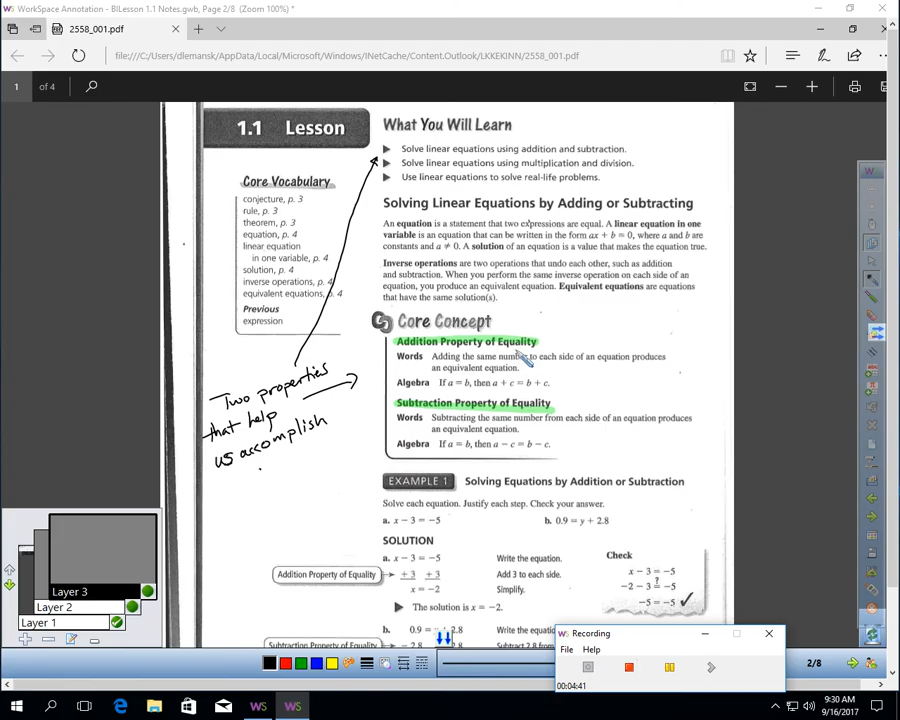 WorkSpace Annotation - BILesson 1.1 Notes.gwb, Page 2/8 (Zoom 100%) *
2558_001.pdf
file:///C:/Users/dlemansk/AppData/Local/Microsoft/Windows/INetCache/Content.Outlook/LKKEKINN/2558_001.pdf
1 of 4
1.1 Lesson
What You Will Learn
Solve linear equations using addition and subtraction.
Solve linear equations using multiplication and division.
Use linear equations to solve real-life problems.
Core Vocabulary
conjecture, p. 3
rule, p. 3
theorem, p. 3
equation, p. 4
linear equation
in one variable, p. 4
solution, p. 4
inverse operations, p. 4
equivalent equations, p. 4
Previous
expression
Solving Linear Equations by Adding or Subtracting
An equation is a statement that two expressions are equal. A linear equation in one
variable is an equation that can be written in the form ax + b = 0, where a and b are
constants and a ≠ 0. A solution of an equation is a value that makes the equation true.
Inverse operations are two operations that undo each other, such as addition
and subtraction. When you perform the same inverse operation on each side of an
equation, you produce an equivalent equation. Equivalent equations are equations
that have the same solution(s).
Core Concept
Addition Property of Equality
Words Adding the same number to each side of an equation produces
an equivalent equation.
Algebra If a = b, then a + c = b + c.
Subtraction Property of Equality
Words Subtracting the same number from each side of an equation produces
an equivalent equation.
Algebra If a = b, then a − c = b − c.
Two properties
that help
us accomplish
EXAMPLE 1 Solving Equations by Addition or Subtraction
Solve each equation. Justify each step. Check your answer.
a. x − 3 = −5 b. 0.9 = y + 2.8
SOLUTION
a. x − 3 = −5 Write the equation.
Addition Property of Equality +3 +3 Add 3 to each side.
x = −2 Simplify.
The solution is x = −2.
Check
x − 3 = −5
−2 − 3 ≟ −5
−5 = −5 ✓
b. 0.9 = y + 2.8 Write the equation
Subtraction Property of Equality − 2.8 2.8 Subtract 2.8
Layer 3
Layer 2
Layer 1
Recording
File Help
00:04:41
2/8
9:30 AM
9/16/2017